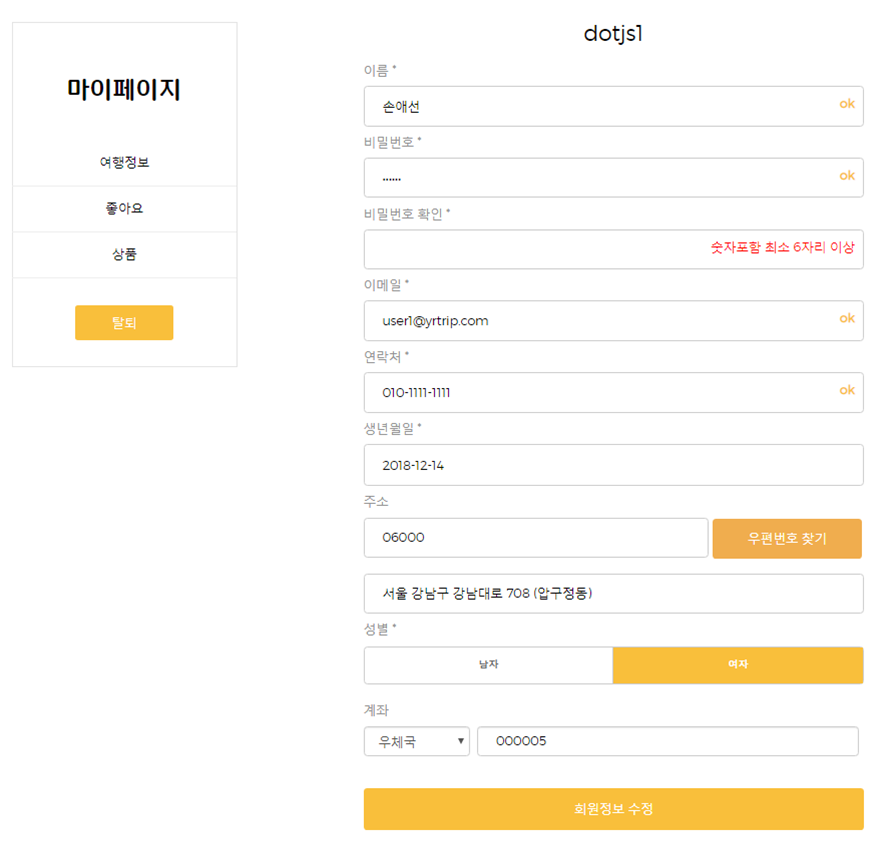 마이페이지
여행정보
좋아요
상품
탈퇴
dotjs1
이름 *
손애선 ok
비밀번호 *
...... ok
비밀번호 확인 *
숫자포함 최소 6자리 이상
이메일 *
user1@yrtrip.com ok
연락처 *
010-1111-1111 ok
생년월일 *
2018-12-14
주소
06000 우편번호 찾기
서울 강남구 강남대로 708 (압구정동)
성별 *
남자 여자
계좌
우체국 ▼ 000005
회원정보 수정